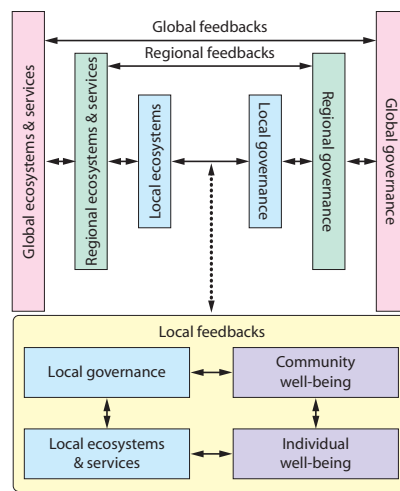 Global feedbacks
Regional feedbacks
Global ecosystems & services
Regional ecosystems & services
Local ecosystems
Local governance
Regional governance
Global governance
Local feedbacks
Local governance
Community
well-being
Local ecosystems
& services
Individual
well-being